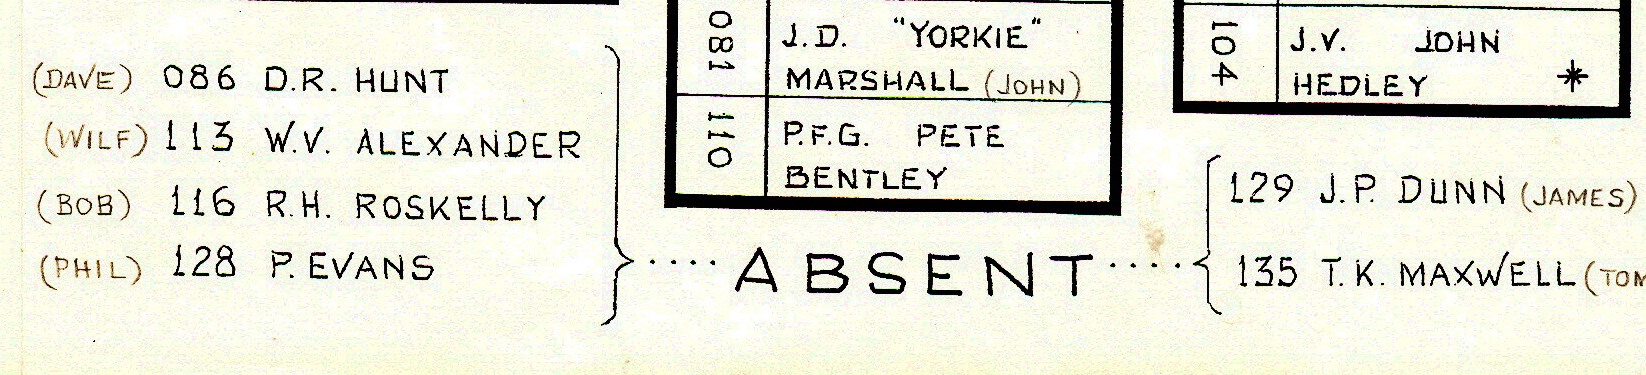 081 J.D. "YORKIE"
MARSHALL (JOHN)
110 P.F.G. PETE
BENTLEY
104 J.V. JOHN
HEDLEY *
(DAVE) 086 D.R. HUNT
(WILF) 113 W.V. ALEXANDER
(BOB) 116 R.H. ROSKELLY
(PHIL) 128 P. EVANS
.... ABSENT ....
129 J.P. DUNN (JAMES)
135 T.K. MAXWELL (TOM